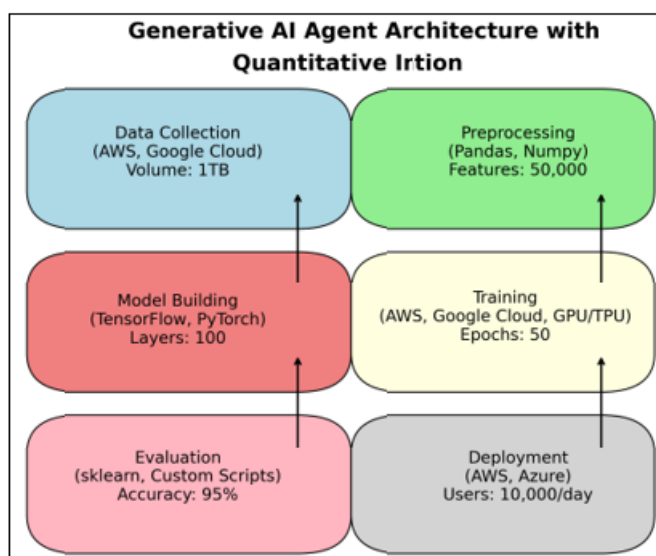 Generative AI Agent Architecture with
Quantitative Irtion
Data Collection
(AWS, Google Cloud)
Volume: 1TB
Preprocessing
(Pandas, Numpy)
Features: 50,000
Model Building
(TensorFlow, PyTorch)
Layers: 100
Training
(AWS, Google Cloud, GPU/TPU)
Epochs: 50
Evaluation
(sklearn, Custom Scripts)
Accuracy: 95%
Deployment
(AWS, Azure)
Users: 10,000/day